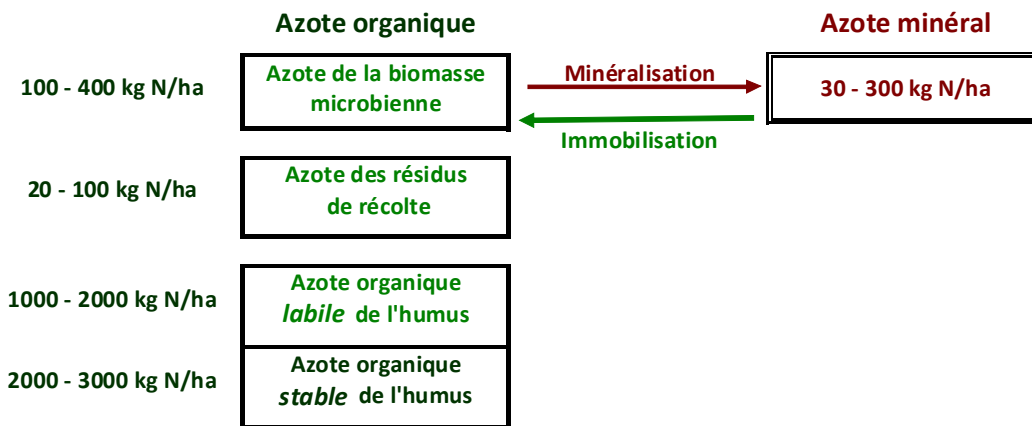 Azote organique
Azote minéral
100 - 400 kg N/ha
Azote de la biomasse
microbienne
Minéralisation
30 - 300 kg N/ha
Immobilisation
20 - 100 kg N/ha
Azote des résidus
de récolte
1000 - 2000 kg N/ha
Azote organique
labile de l'humus
2000 - 3000 kg N/ha
Azote organique
stable de l'humus